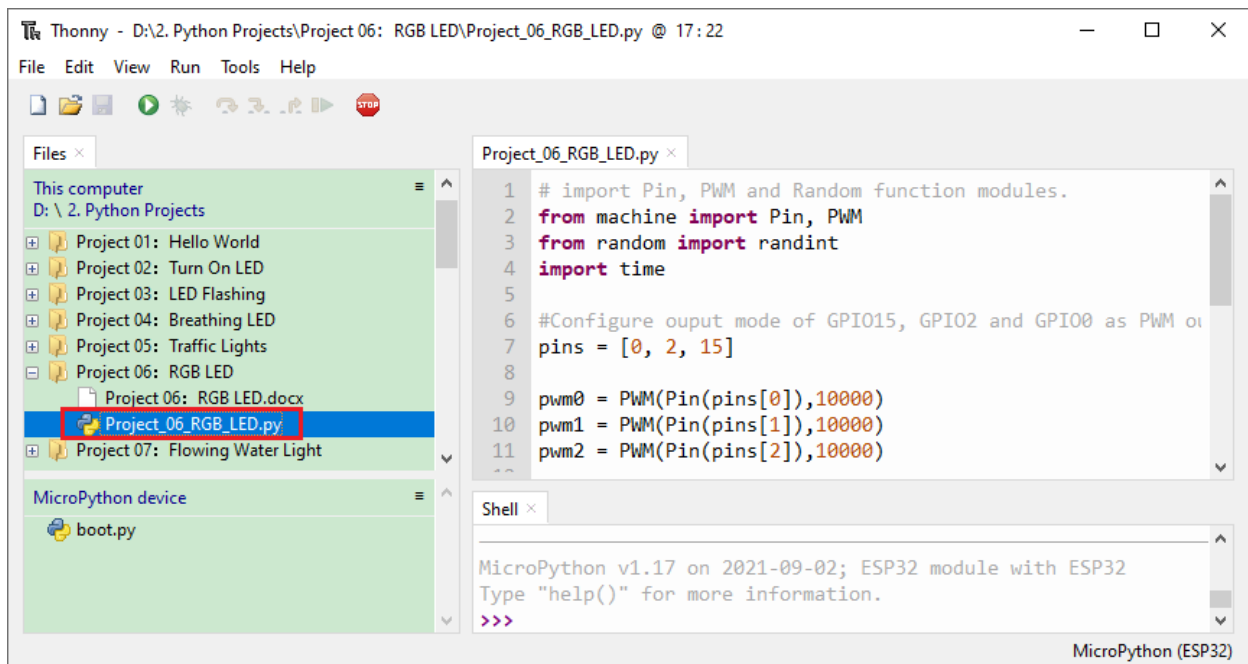 Thonny - D:\2. Python Projects\Project 06：RGB LED\Project_06_RGB_LED.py @ 17:22
File Edit View Run Tools Help
STOP
Files
This computer
D: \ 2. Python Projects
Project 01：Hello World
Project 02：Turn On LED
Project 03：LED Flashing
Project 04：Breathing LED
Project 05：Traffic Lights
Project 06：RGB LED
Project 06：RGB LED.docx
Project_06_RGB_LED.py
Project 07：Flowing Water Light
MicroPython device
boot.py
Project_06_RGB_LED.py
1 # import Pin, PWM and Random function modules.
2 from machine import Pin, PWM
3 from random import randint
4 import time
5
6 #Configure ouput mode of GPIO15, GPIO2 and GPIO0 as PWM
7 pins = [0, 2, 15]
8
9 pwm0 = PWM(Pin(pins[0]),10000)
10 pwm1 = PWM(Pin(pins[1]),10000)
11 pwm2 = PWM(Pin(pins[2]),10000)
Shell
MicroPython v1.17 on 2021-09-02; ESP32 module with ESP32
Type "help()" for more information.
>>>
MicroPython (ESP32)